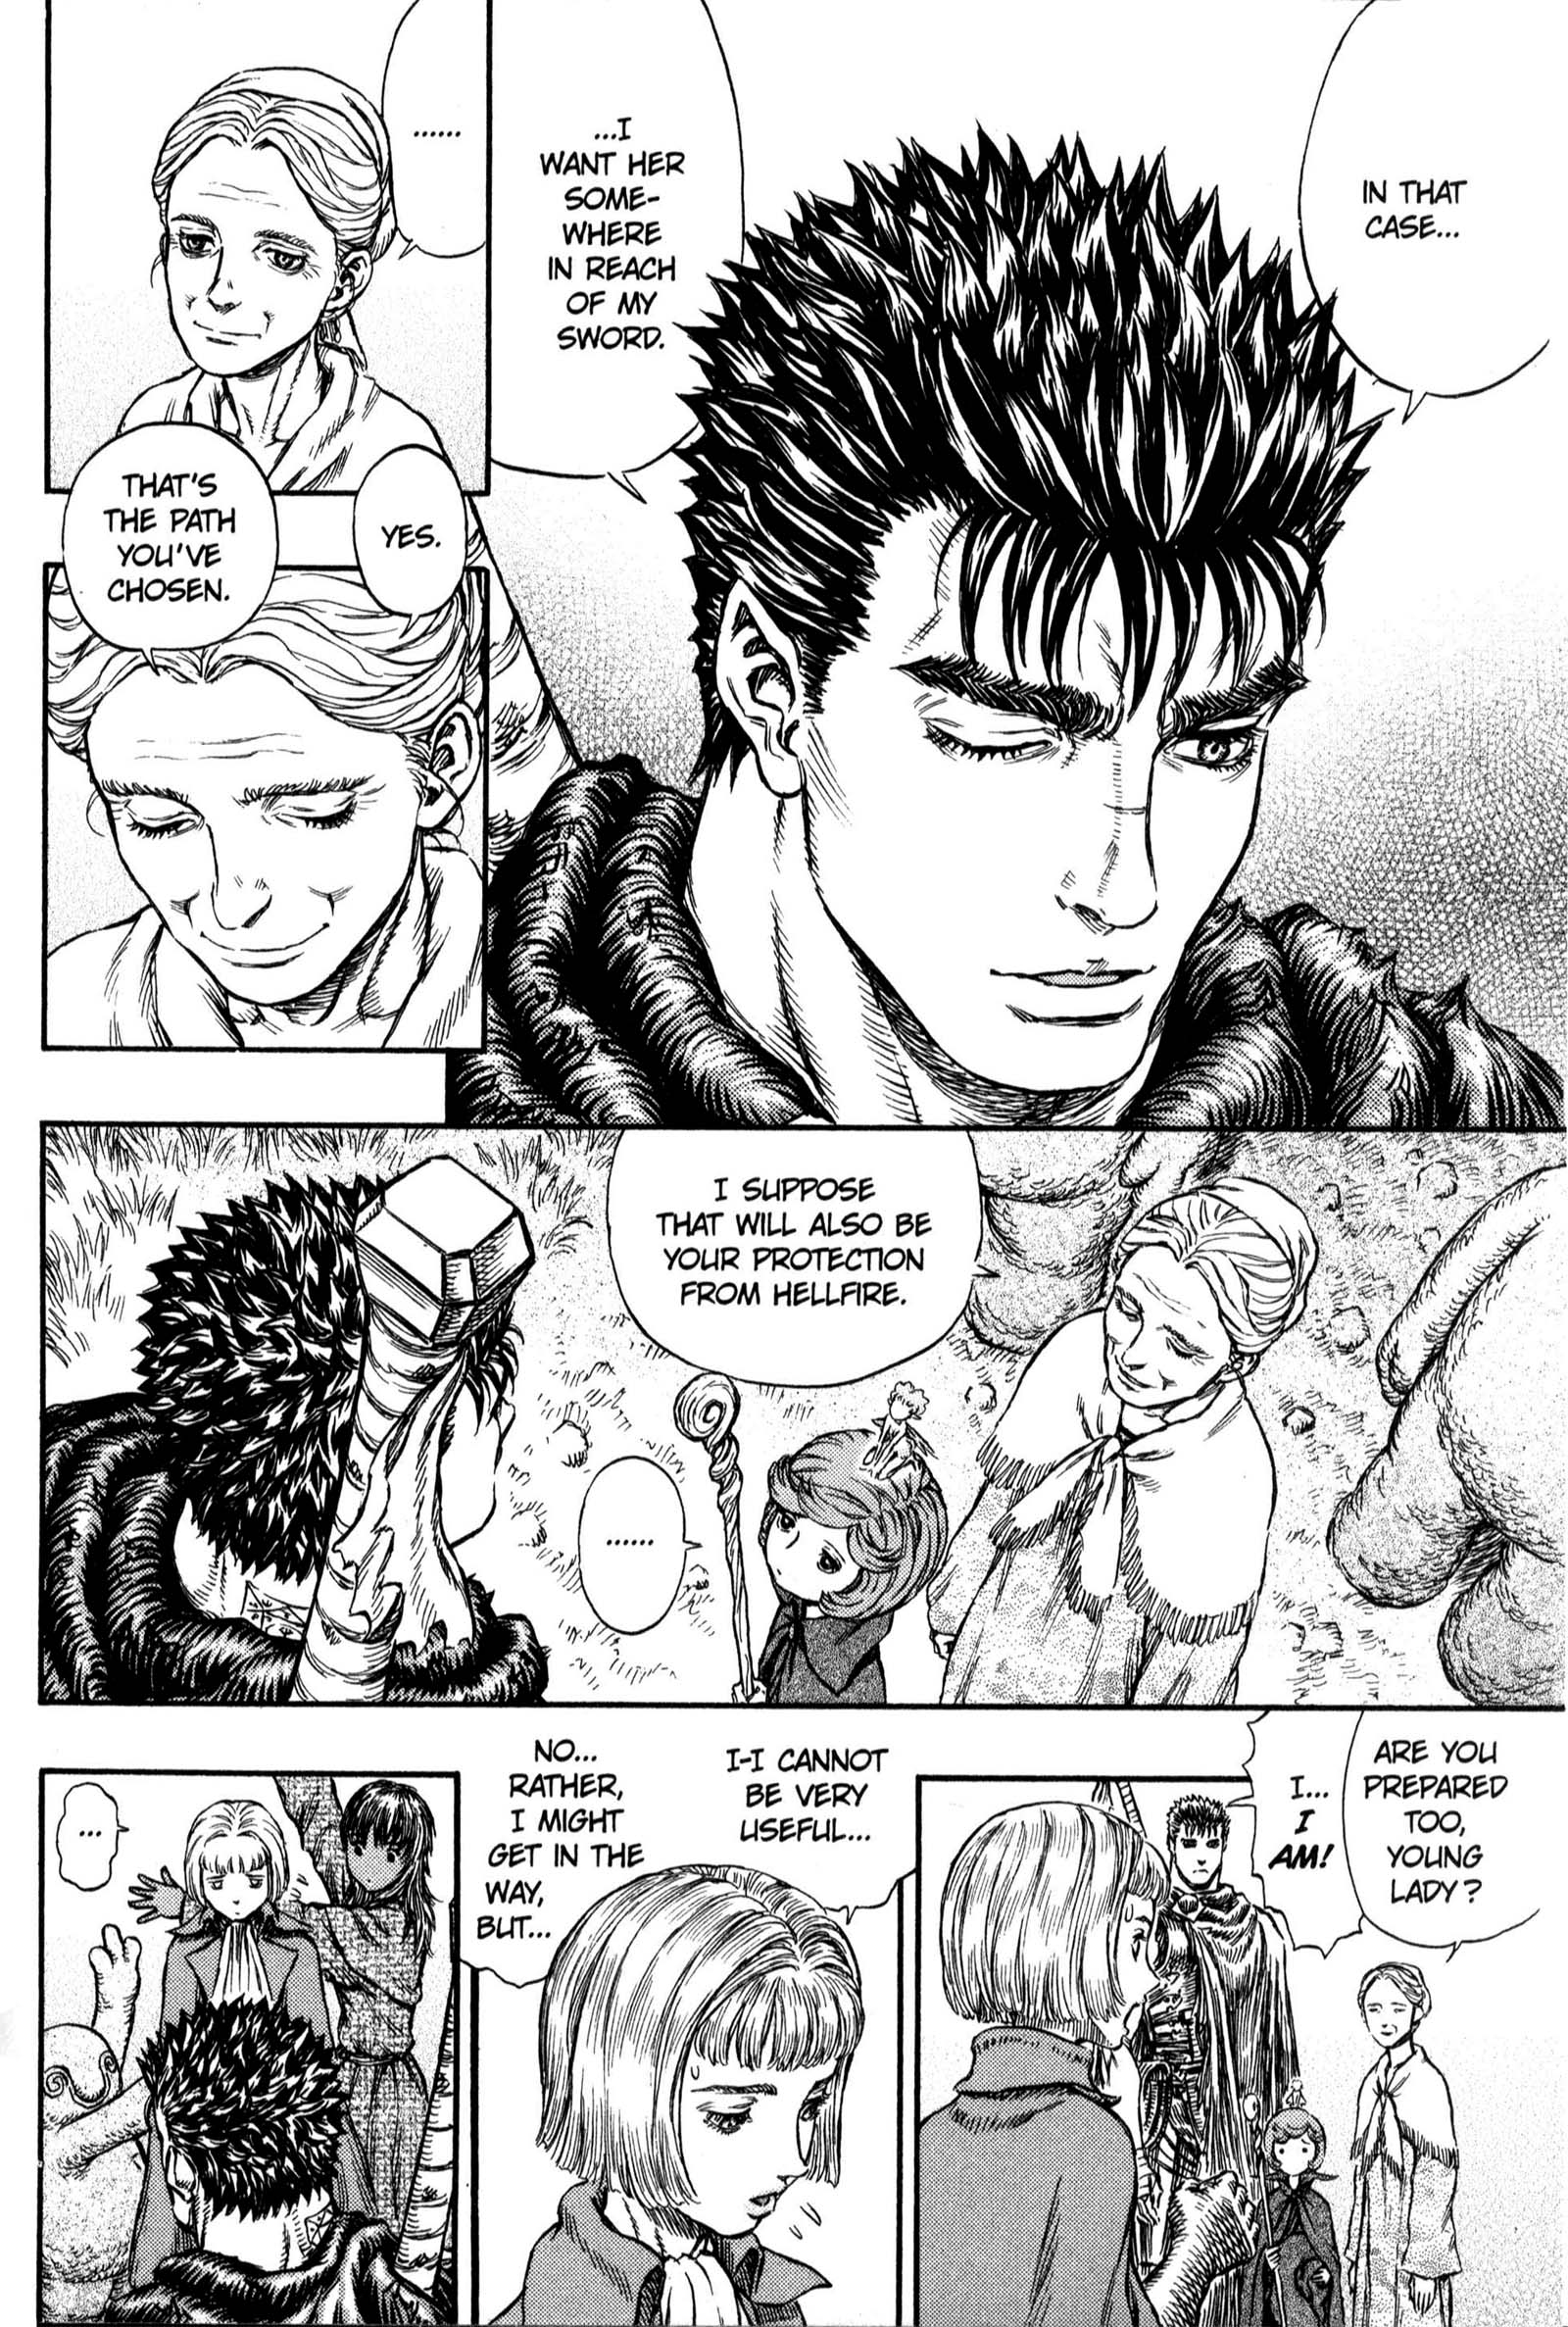 IN THAT
CASE...
...I
WANT HER
SOME-
WHERE
IN REACH
OF MY
SWORD.
......
YES.
THAT'S
THE PATH
YOU'VE
CHOSEN.
I SUPPOSE
THAT WILL ALSO BE
YOUR PROTECTION
FROM HELLFIRE.
......
ARE YOU
PREPARED
TOO,
YOUNG
LADY?
I...
I
AM!
I-I CANNOT
BE VERY
USEFUL...
NO...
RATHER,
I MIGHT
GET IN THE
WAY,
BUT...
...